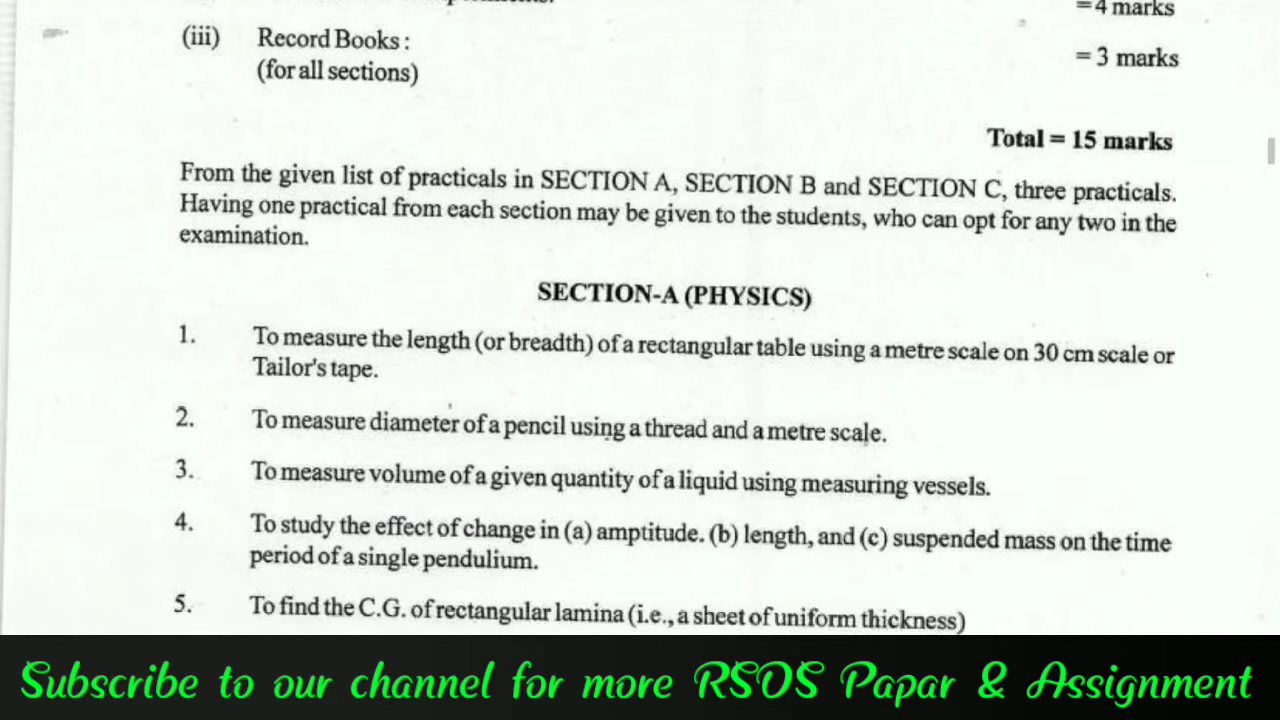 = 4 marks
(iii) Record Books :
= 3 marks
(for all sections)
Total = 15 marks
From the given list of practicals in SECTION A, SECTION B and SECTION C, three practicals.
Having one practical from each section may be given to the students, who can opt for any two in the
examination.
SECTION-A (PHYSICS)
1. To measure the length (or breadth) of a rectangular table using a metre scale on 30 cm scale or
Tailor's tape.
2. To measure diameter of a pencil using a thread and a metre scale.
3. To measure volume of a given quantity of a liquid using measuring vessels.
4. To study the effect of change in (a) amptitude. (b) length, and (c) suspended mass on the time
period of a single pendulium.
5. To find the C.G. of rectangular lamina (i.e., a sheet of uniform thickness)
Subscribe to our channel for more RSOS Papar & Assignment